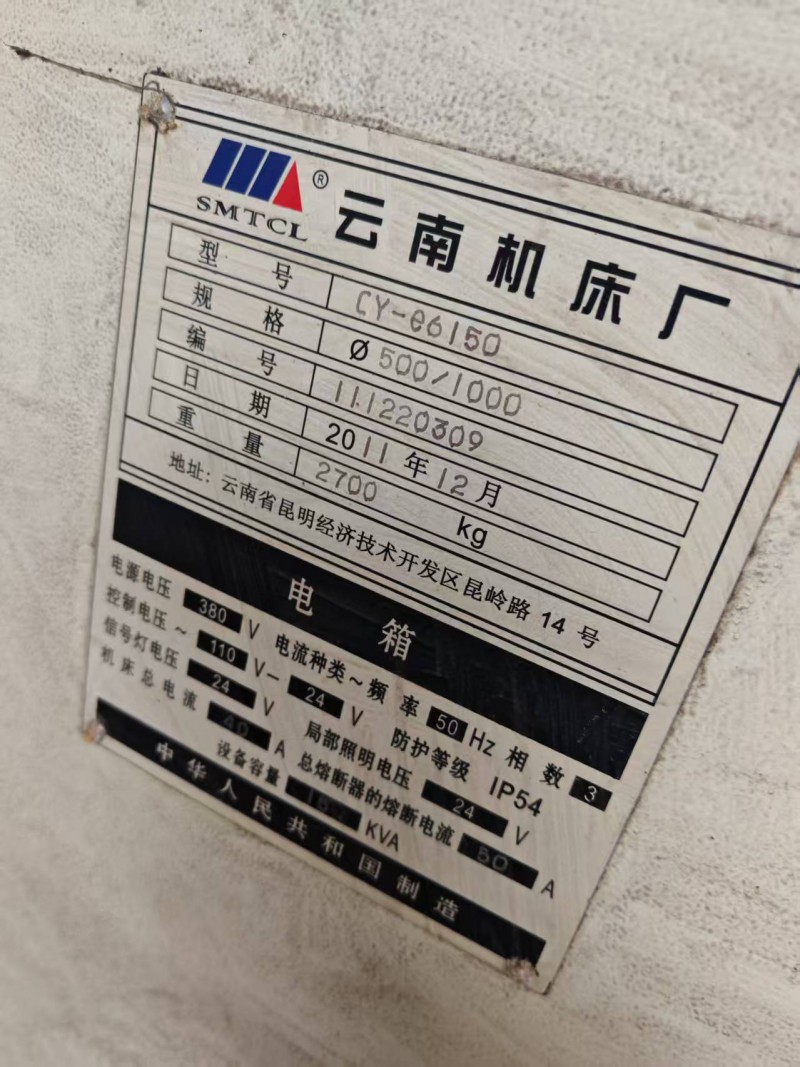 SMTCL ® 云南机床厂
型号 CY-G6150
规格 Ø 500/1000
编号 111220309
日期 2011 年 12 月
重量 2700 kg
地址：云南省昆明经济技术开发区昆岭路 14 号
电箱
电源电压 380 V 电流种类～频率 50 Hz 相数 3
控制电压～ 110 V— 24 V 防护等级 IP54
信号灯电压 24 V 局部照明电压 24 V
机床总电流 40 A 总熔断器的熔断电流 50 A
设备容量 KVA
中华人民共和国制造